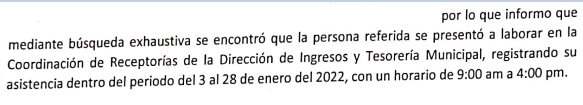 por lo que informo que
mediante búsqueda exhaustiva se encontró que la persona referida se presentó a laborar en la
Coordinación de Receptorías de la Dirección de Ingresos y Tesorería Municipal, registrando su
asistencia dentro del periodo del 3 al 28 de enero del 2022, con un horario de 9:00 am a 4:00 pm.